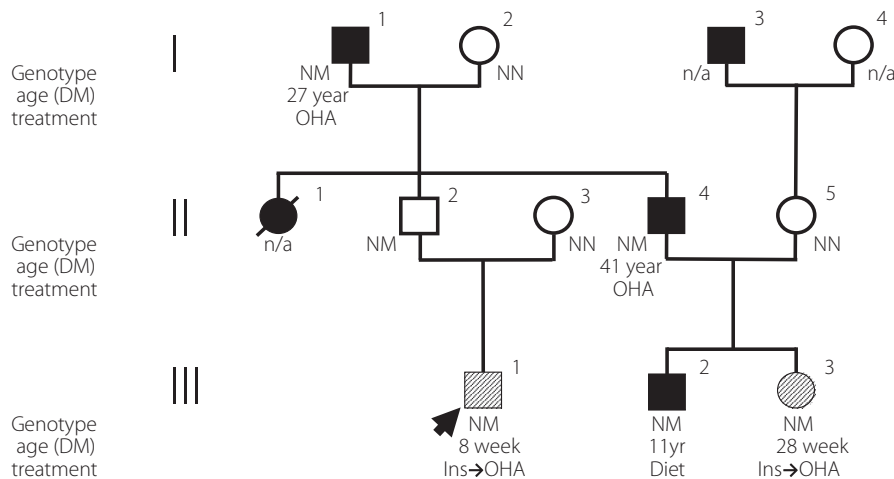 1 2 3 4
I
Genotype NM NN n/a n/a
age (DM) 27 year
treatment OHA
1 2 3 4 5
II
Genotype n/a NM NN NM NN
age (DM) 41 year
treatment OHA
1 2 3
III
Genotype NM NM NM
age (DM) 8 week 11yr 28 week
treatment Ins→OHA Diet Ins→OHA